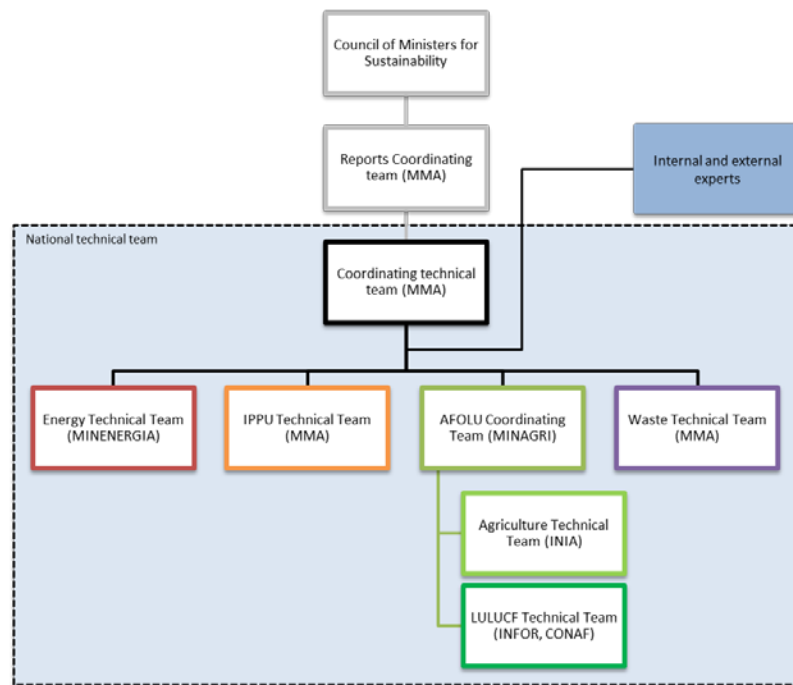 Council of Ministers for
Sustainability
Reports Coordinating
team (MMA)
Internal and external
experts
National technical team
Coordinating technical
team (MMA)
Energy Technical Team
(MINENERGIA)
IPPU Technical Team
(MMA)
AFOLU Coordinating
Team (MINAGRI)
Waste Technical Team
(MMA)
Agriculture Technical
Team (INIA)
LULUCF Technical Team
(INFOR, CONAF)